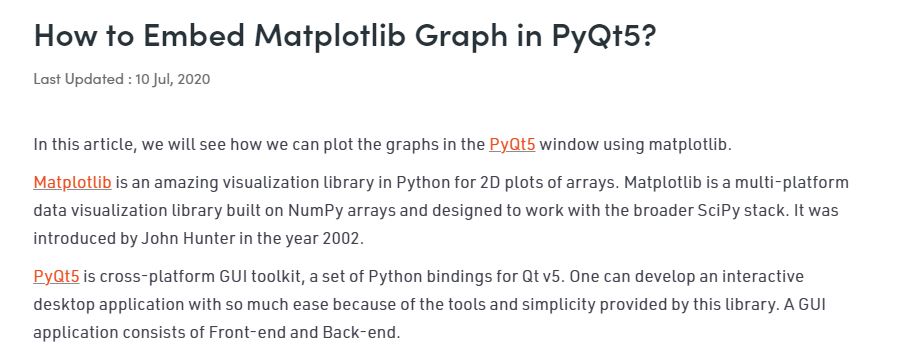 How to Embed Matplotlib Graph in PyQt5?
Last Updated : 10 Jul, 2020
In this article, we will see how we can plot the graphs in the PyQt5 window using matplotlib.
Matplotlib is an amazing visualization library in Python for 2D plots of arrays. Matplotlib is a multi-platform
data visualization library built on NumPy arrays and designed to work with the broader SciPy stack. It was
introduced by John Hunter in the year 2002.
PyQt5 is cross-platform GUI toolkit, a set of Python bindings for Qt v5. One can develop an interactive
desktop application with so much ease because of the tools and simplicity provided by this library. A GUI
application consists of Front-end and Back-end.